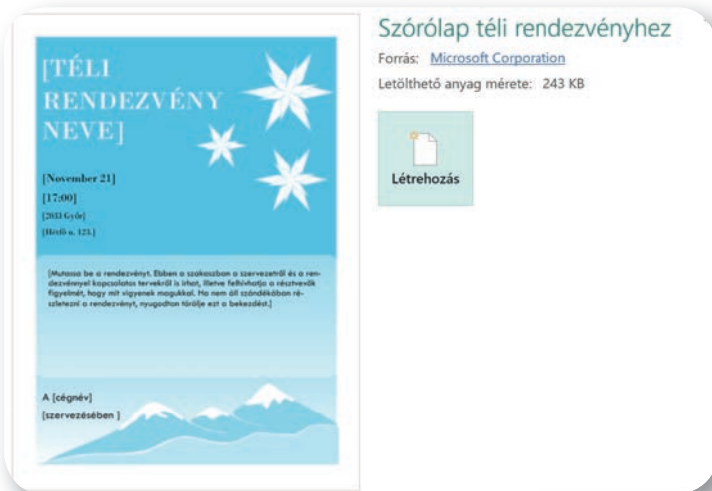 [TÉLI
RENDEZVÉNY
NEVE]
[November 21]
[17:00]
[2033 Győr]
[Hétfő u. 123.]
[Mutassa be a rendezvényt. Ebben a szakaszban a szervezetről és a ren-
dezvénnyel kapcsolatos tervekről is írhat, illetve felhívhatja a résztvevők
figyelmét, hogy mit vigyenek magukkal. Ha nem áll szándékában ré-
szletezni a rendezvényt, nyugodtan törölje ezt a bekezdést.]
A [cégnév]
[szervezésében ]
Szórólap téli rendezvényhez
Forrás: Microsoft Corporation
Letölthető anyag mérete: 243 KB
Létrehozás